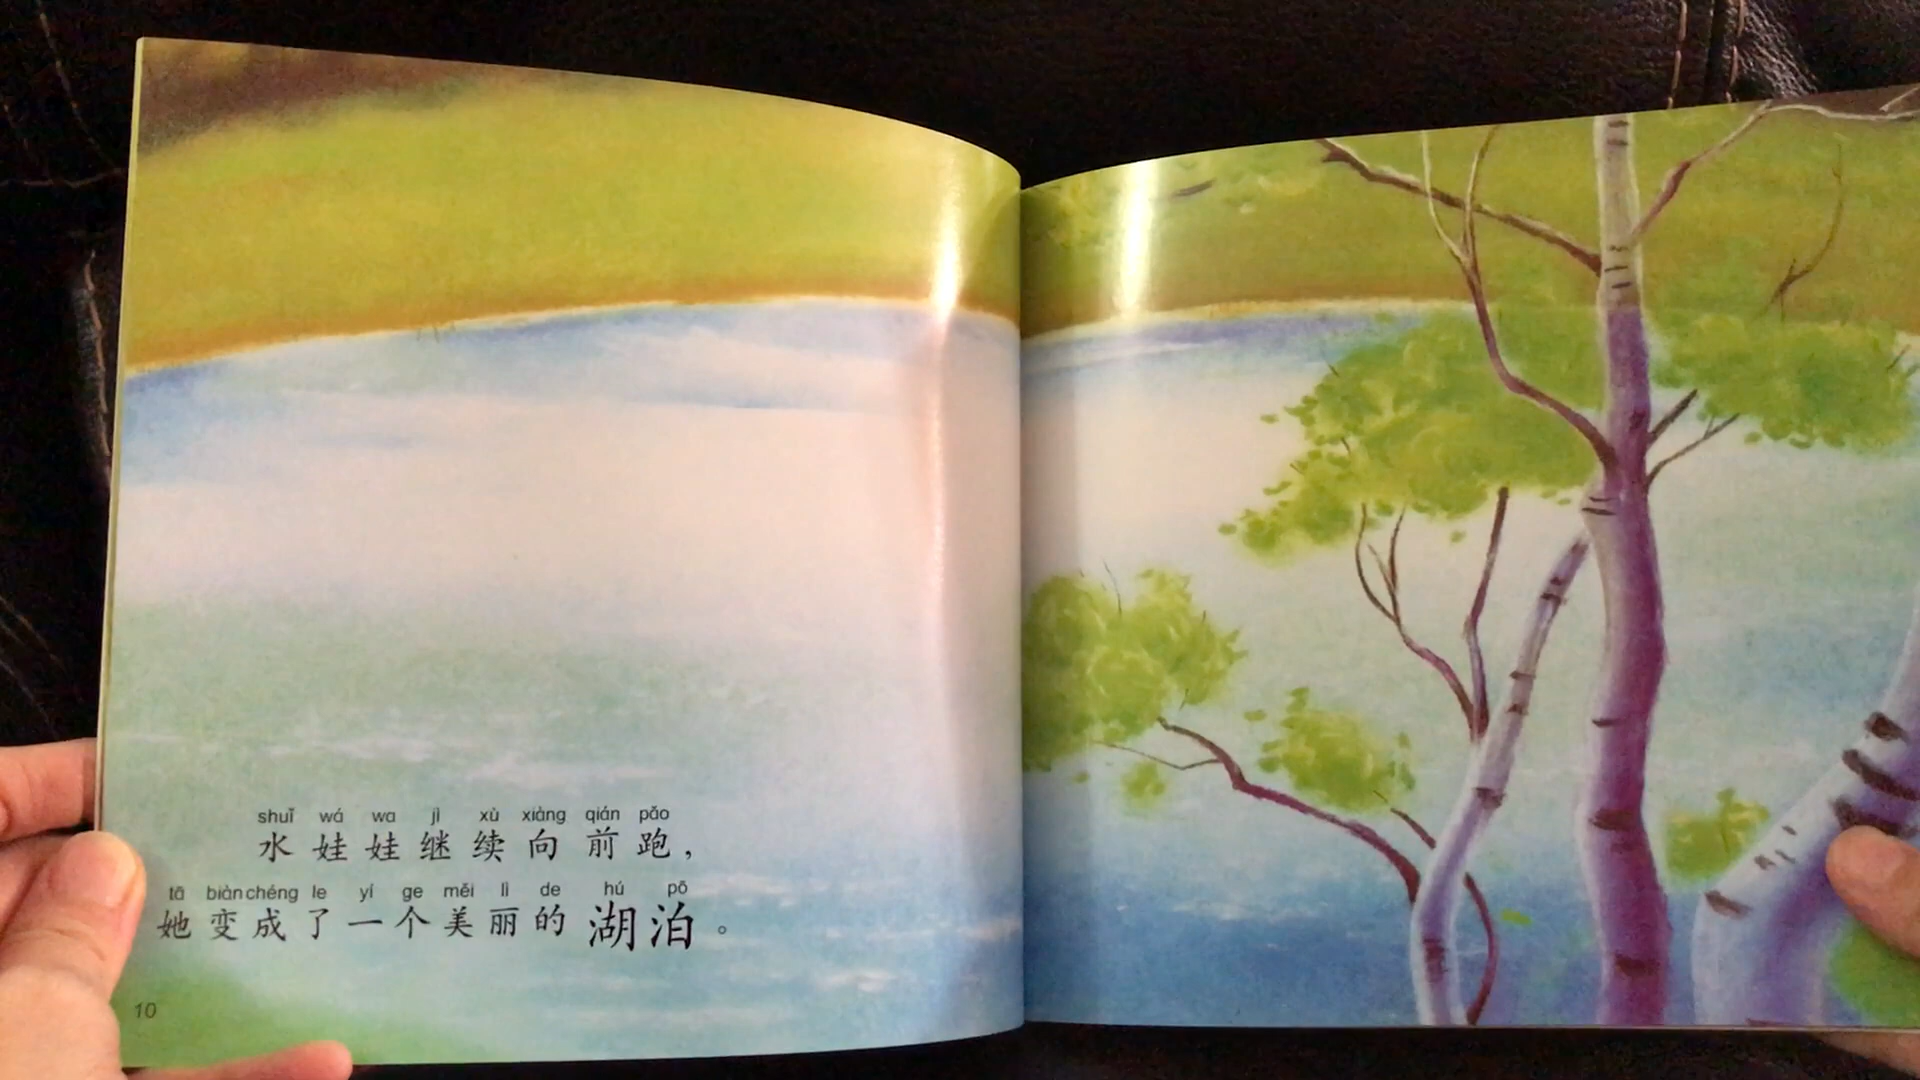 shuǐ wá wa jì xù xiàng qián pǎo
水娃娃继续向前跑，
tā biàn chéng le yí ge měi lì de hú pō
她变成了一个美丽的湖泊。
10